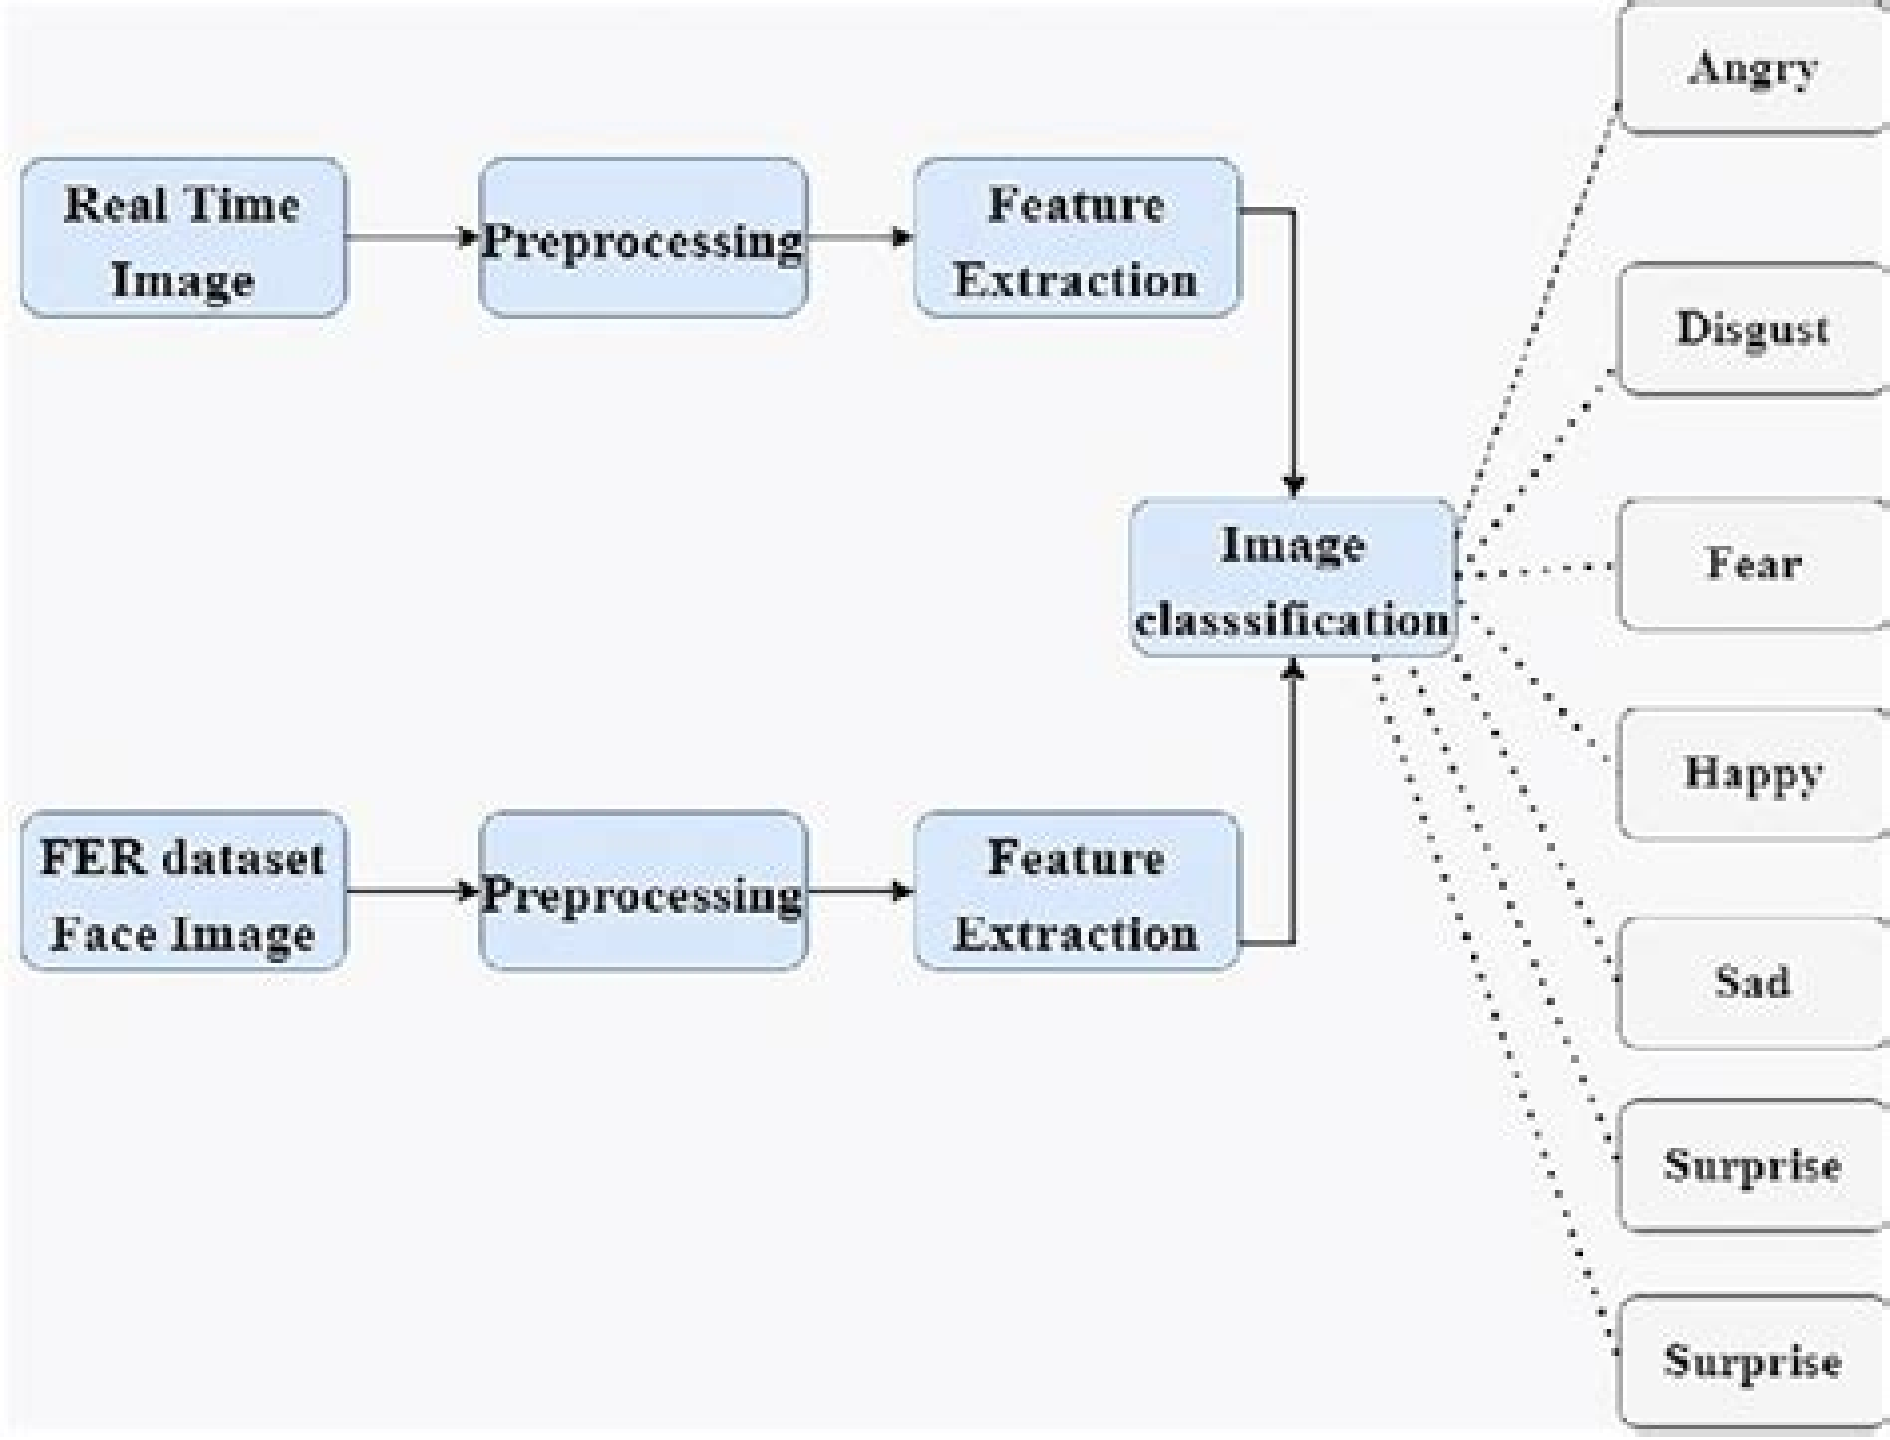 Angry
Real Time
Image
Preprocessing
Feature
Extraction
Disgust
Image
classsification
Fear
Happy
FER dataset
Face Image
Preprocessing
Feature
Extraction
Sad
Surprise
Surprise